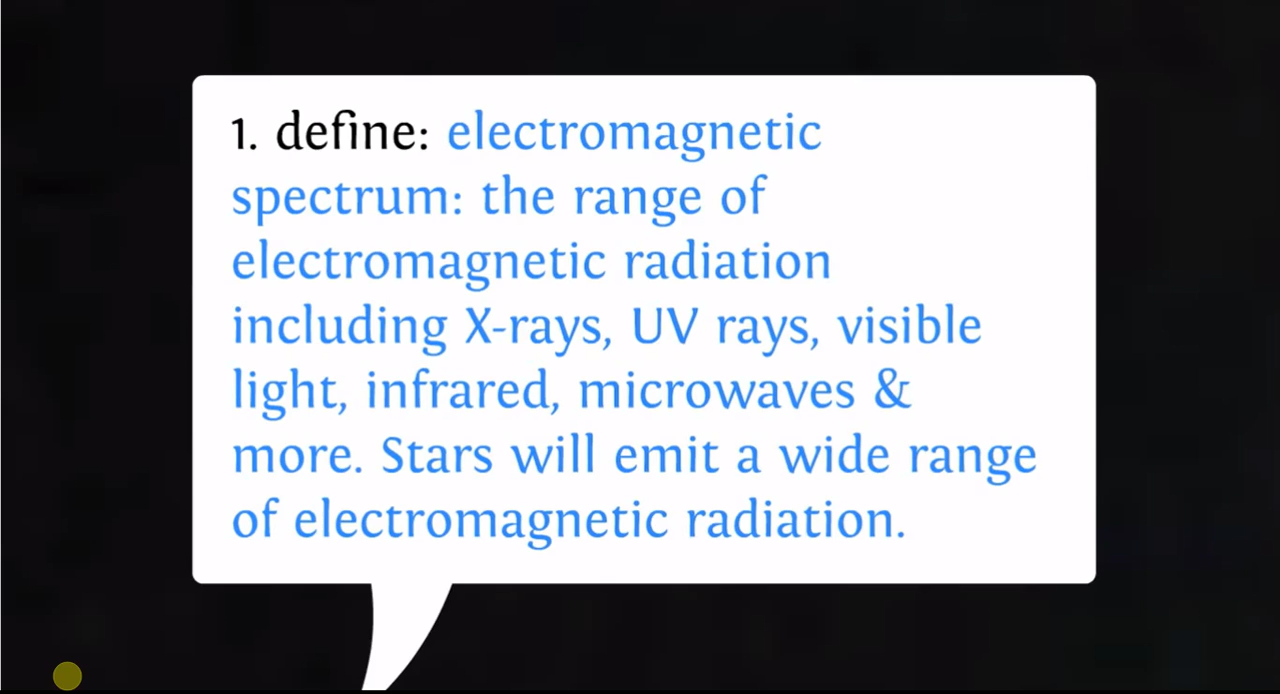 1. define: electromagnetic
spectrum: the range of
electromagnetic radiation
including X-rays, UV rays, visible
light, infrared, microwaves &
more. Stars will emit a wide range
of electromagnetic radiation.